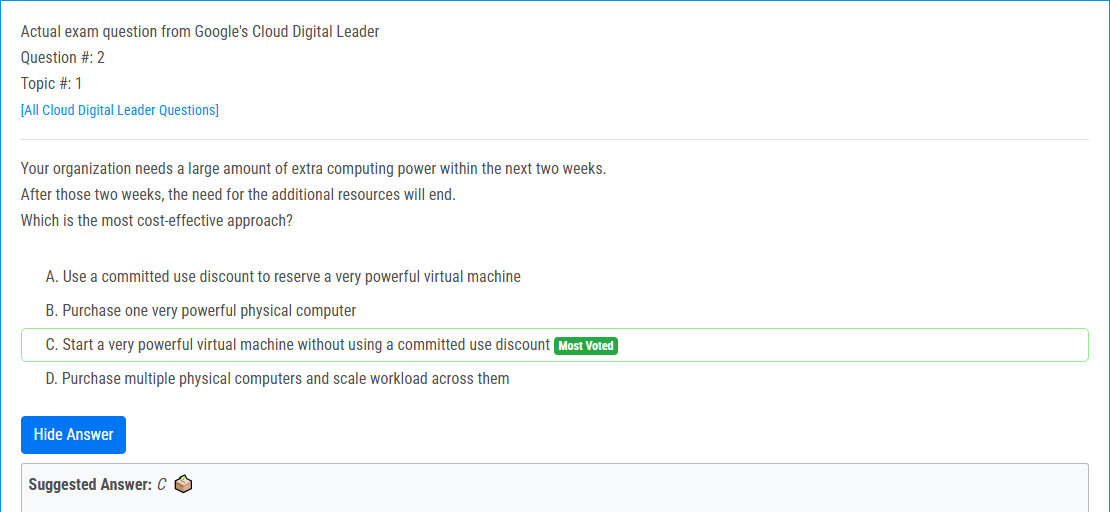 Actual exam question from Google's Cloud Digital Leader
Question #: 2
Topic #: 1
[All Cloud Digital Leader Questions]
Your organization needs a large amount of extra computing power within the next two weeks.
After those two weeks, the need for the additional resources will end.
Which is the most cost-effective approach?
A. Use a committed use discount to reserve a very powerful virtual machine
B. Purchase one very powerful physical computer
C. Start a very powerful virtual machine without using a committed use discount Most Voted
D. Purchase multiple physical computers and scale workload across them
Hide Answer
Suggested Answer: C